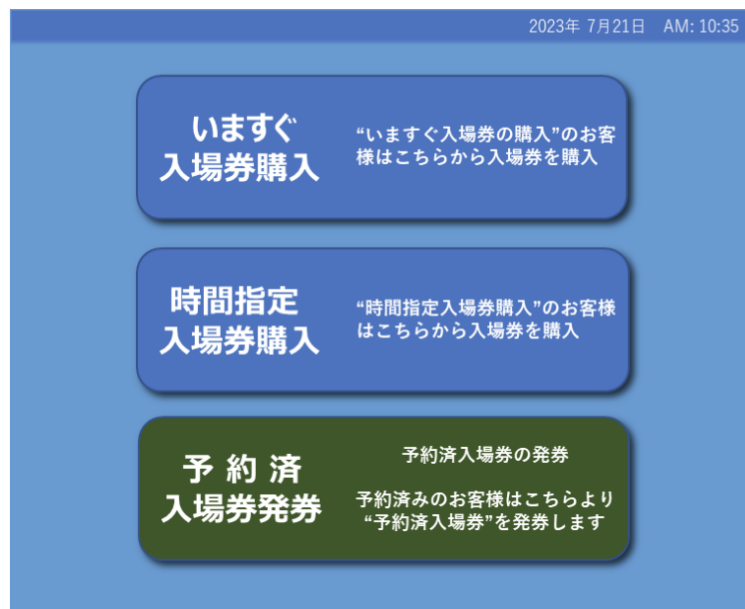 2023年 7月21日 AM: 10:35
いますぐ
入場券購入
“いますぐ入場券の購入”のお客
様はこちらから入場券を購入
時間指定
入場券購入
“時間指定入場券購入”のお客様
はこちらから入場券を購入
予 約 済
入場券発券
予約済入場券の発券
予約済みのお客様はこちらより
“予約済入場券”を発券します